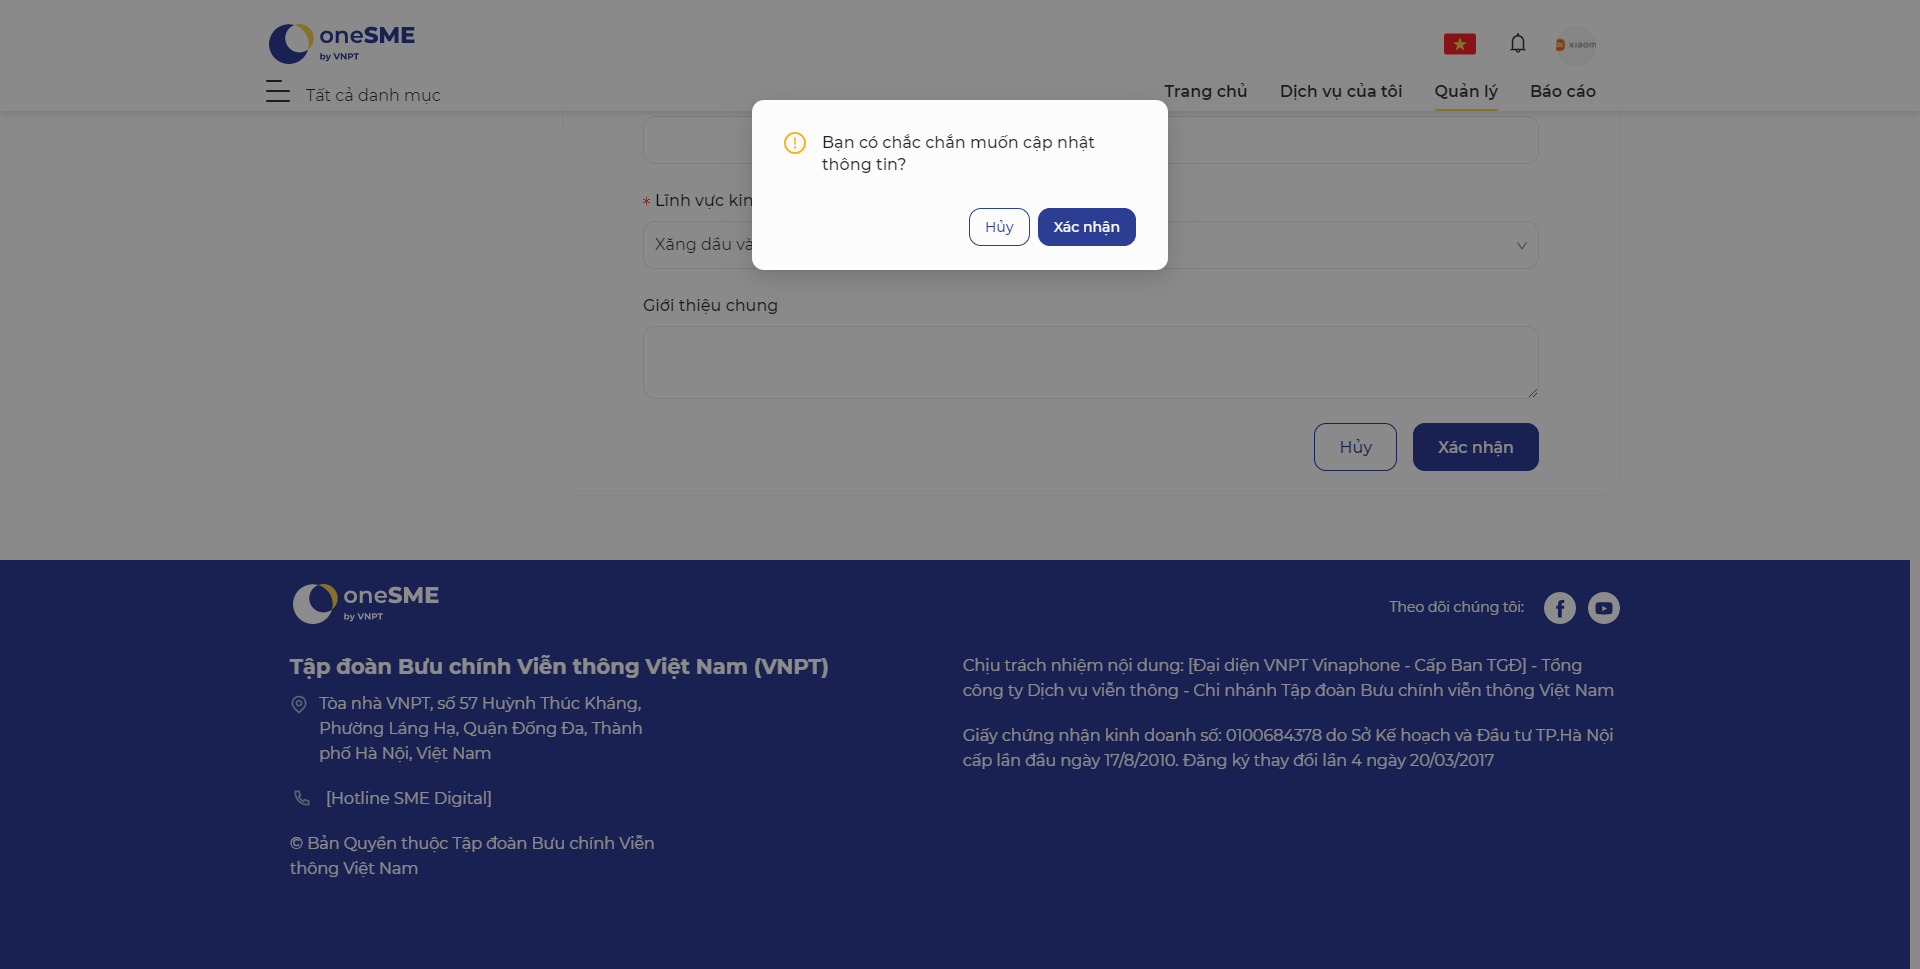 oneSME
by VNPT
xiaom
Tất cả danh mục
Trang chủ
Dịch vụ của tôi
Quản lý
Báo cáo
Bạn có chắc chắn muốn cập nhật
thông tin?
Hủy
Xác nhận
* Lĩnh vực kin
Xăng dầu và
Giới thiệu chung
Hủy
Xác nhận
oneSME
by VNPT
Theo dõi chúng tôi:
Tập đoàn Bưu chính Viễn thông Việt Nam (VNPT)
Tòa nhà VNPT, số 57 Huỳnh Thúc Kháng,
Phường Láng Hạ, Quận Đống Đa, Thành
phố Hà Nội, Việt Nam
[Hotline SME Digital]
© Bản Quyền thuộc Tập đoàn Bưu chính Viễn
thông Việt Nam
Chịu trách nhiệm nội dung: [Đại diện VNPT Vinaphone - Cấp Ban TGĐ] - Tổng
công ty Dịch vụ viễn thông - Chi nhánh Tập đoàn Bưu chính viễn thông Việt Nam
Giấy chứng nhận kinh doanh số: 0100684378 do Sở Kế hoạch và Đầu tư TP.Hà Nội
cấp lần đầu ngày 17/8/2010. Đăng ký thay đổi lần 4 ngày 20/03/2017